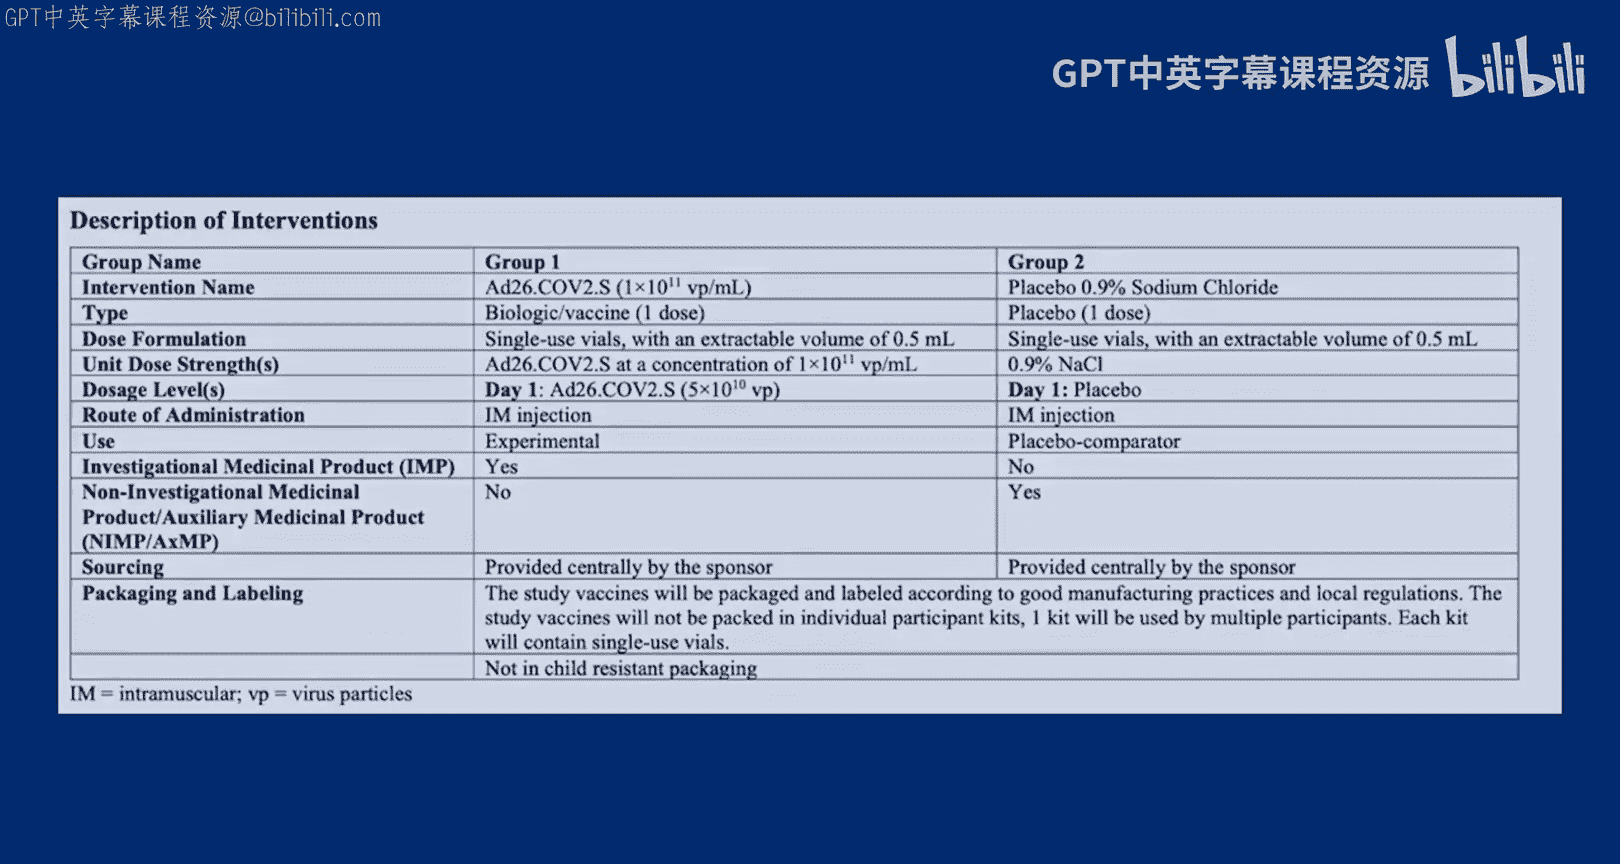 GPT中英字幕课程资源@bilibili.com
GPT中英字幕课程资源 bilibili
Description of Interventions
Group Name Group 1 Group 2
Intervention Name Ad26.COV2.S (1×10¹¹ vp/mL) Placebo 0.9% Sodium Chloride
Type Biologic/vaccine (1 dose) Placebo (1 dose)
Dose Formulation Single-use vials, with an extractable volume of 0.5 mL Single-use vials, with an extractable volume of 0.5 mL
Unit Dose Strength(s) Ad26.COV2.S at a concentration of 1×10¹¹ vp/mL 0.9% NaCl
Dosage Level(s) Day 1: Ad26.COV2.S (5×10¹⁰ vp) Day 1: Placebo
Route of Administration IM injection IM injection
Use Experimental Placebo-comparator
Investigational Medicinal Product (IMP) Yes No
Non-Investigational Medicinal No Yes
Product/Auxiliary Medicinal Product
(NIMP/AxMP)
Sourcing Provided centrally by the sponsor Provided centrally by the sponsor
Packaging and Labeling The study vaccines will be packaged and labeled according to good manufacturing practices and local regulations. The
study vaccines will not be packed in individual participant kits, 1 kit will be used by multiple participants. Each kit
will contain single-use vials.
Not in child resistant packaging
IM = intramuscular; vp = virus particles